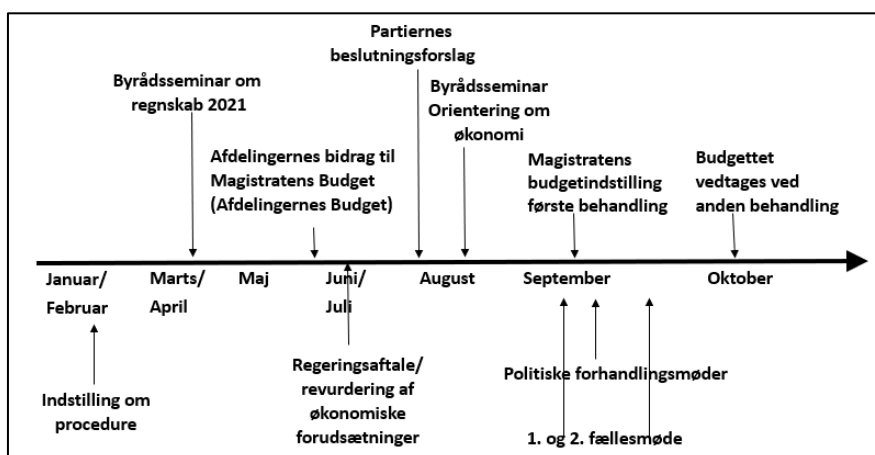 Partiernes
beslutningsforslag
Byrådsseminar om
regnskab 2021
Byrådsseminar
Orientering om
økonomi
Afdelingernes bidrag til
Magistratens Budget
(Afdelingernes Budget)
Magistratens
budgetindstilling
første behandling
Budgettet
vedtages ved
anden behandling
Januar/
Februar
Marts/
April
Maj
Juni/
Juli
August
September
Oktober
Indstilling om
procedure
Regeringsaftale/
revurdering af
økonomiske
forudsætninger
Politiske forhandlingsmøder
1. og 2. fællesmøde